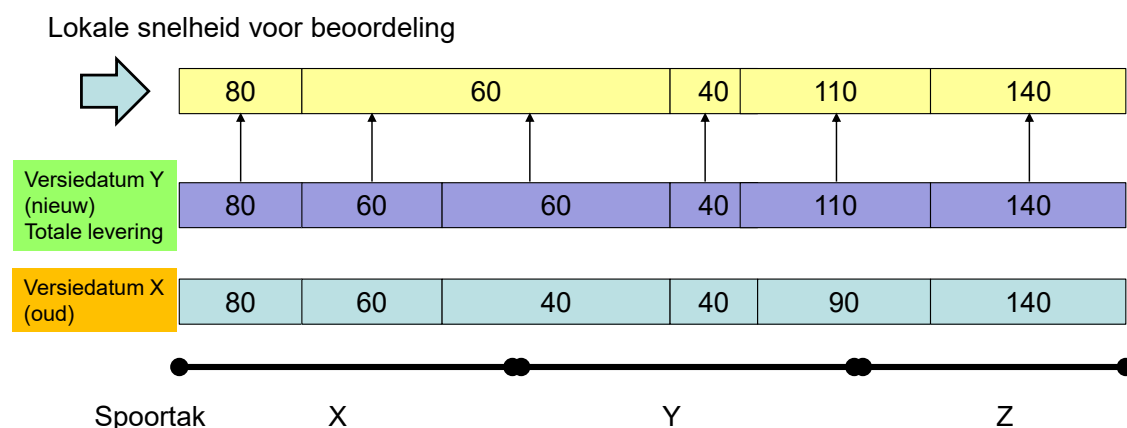 Lokale snelheid voor beoordeling
80 60 40 110 140
Versiedatum Y
(nieuw)
Totale levering
80 60 60 40 110 140
Versiedatum X
(oud)
80 60 40 40 90 140
Spoortak X Y Z